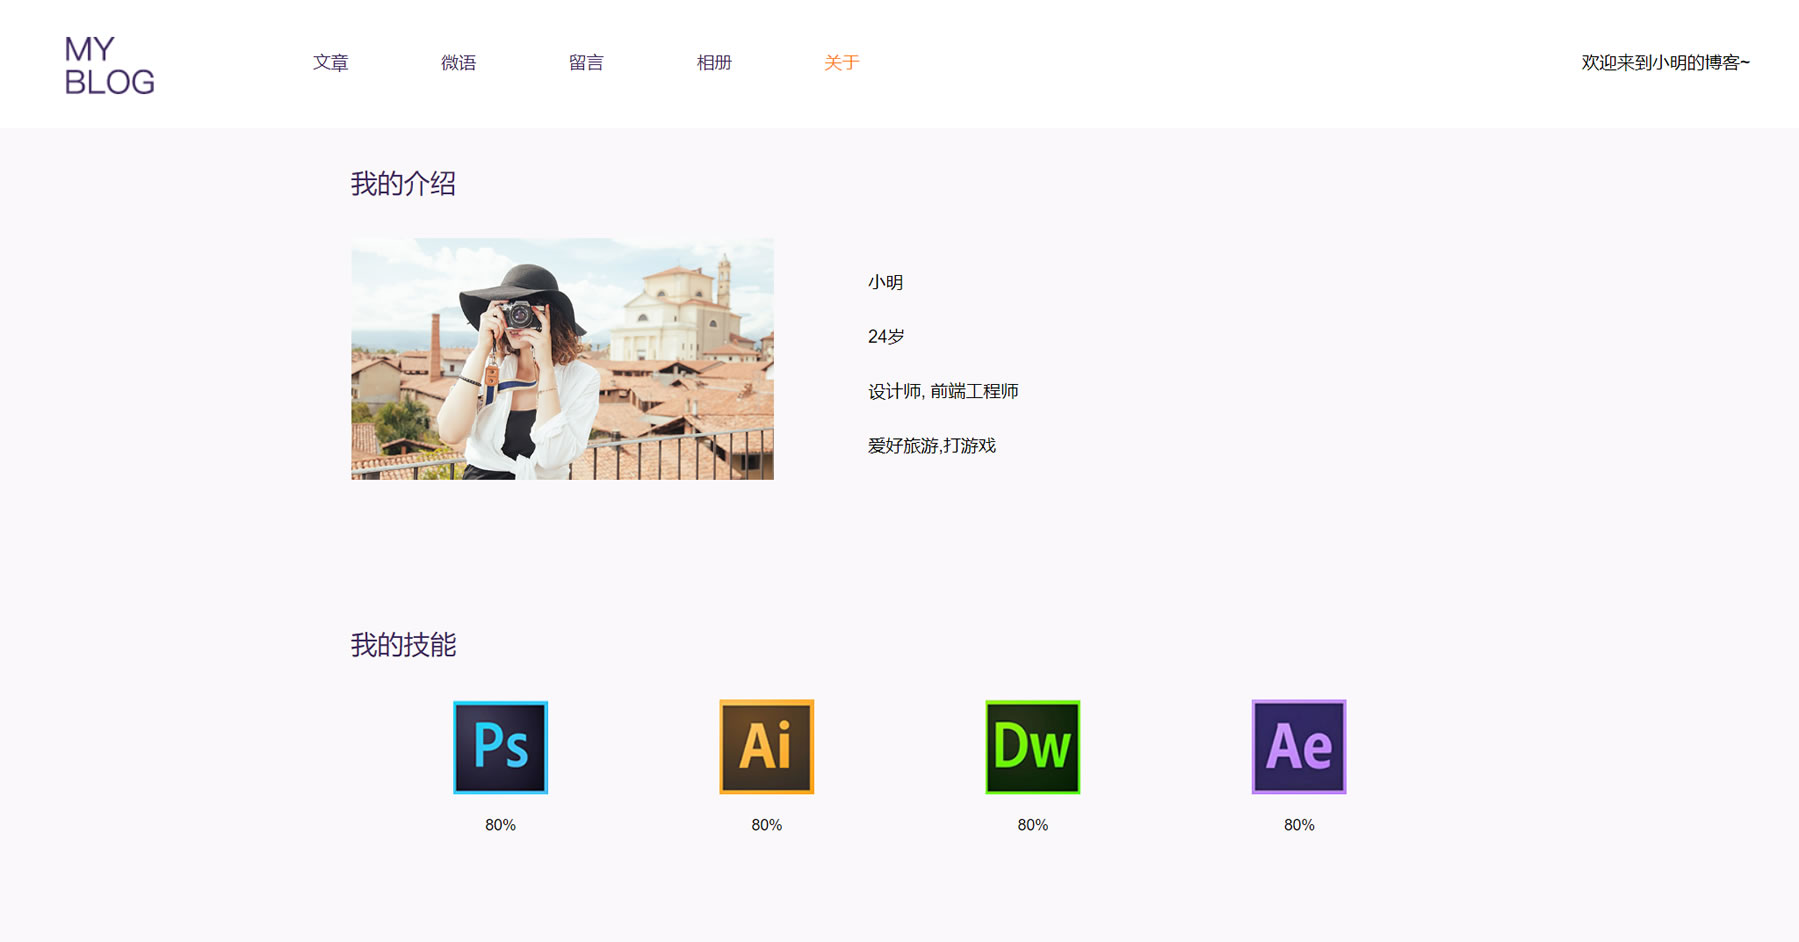 MY
BLOG
文章 微语 留言 相册 关于 欢迎来到小明的博客~
我的介绍
小明
24岁
设计师, 前端工程师
爱好旅游,打游戏
我的技能
Ps Ai Dw Ae
80% 80% 80% 80%